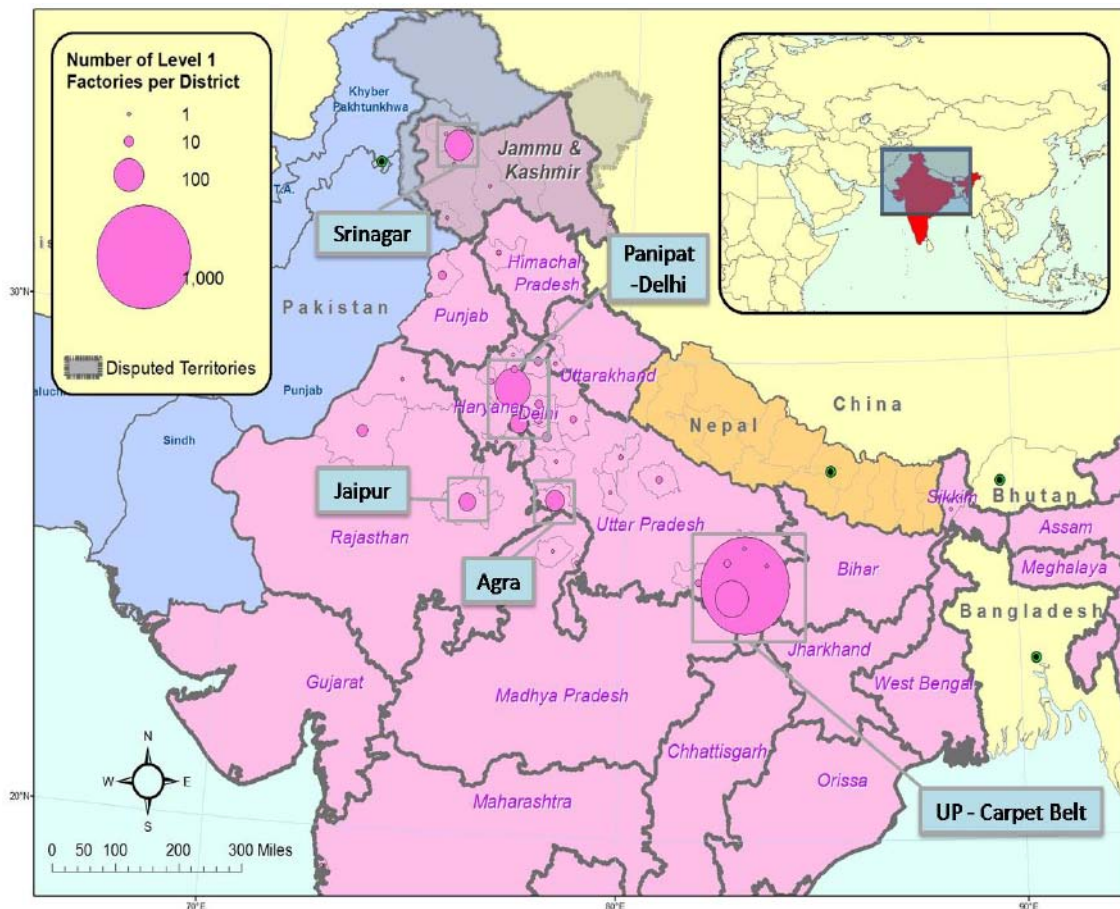 Number of Level 1
Factories per District
1
10
100
1,000
Disputed Territories
Khyber
Pakhtunkhwa
T.A.
Jammu &
Kashmir
Srinagar
Panipat
-Delhi
Himachal
Pradesh
30°N
Pakistan
Punjab
Punjab
Uttarakhand
Haryana
Delhi
China
Nepal
Sindh
Jaipur
Rajasthan
Uttar Pradesh
Sikkim
Bhutan
Assam
Agra
Bihar
Meghalaya
Bangladesh
Jharkhand
West Bengal
Gujarat
Madhya Pradesh
Chhattisgarh
Orissa
N
W
E
S
20°N
Maharashtra
UP - Carpet Belt
0 50 100 200 300 Miles
70°E
80°E
90°E